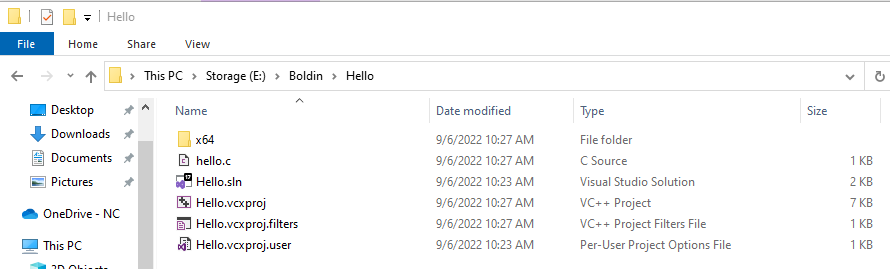 Hello
File Home Share View
This PC Storage (E:) Boldin Hello
Name Date modified Type Size
Desktop
Downloads
Documents
Pictures
OneDrive - NC
This PC
3D Objects
x64 9/6/2022 10:27 AM File folder
hello.c 9/6/2022 10:27 AM C Source 1 KB
Hello.sln 9/6/2022 10:23 AM Visual Studio Solution 2 KB
Hello.vcxproj 9/6/2022 10:27 AM VC++ Project 7 KB
Hello.vcxproj.filters 9/6/2022 10:27 AM VC++ Project Filters File 1 KB
Hello.vcxproj.user 9/6/2022 10:23 AM Per-User Project Options File 1 KB